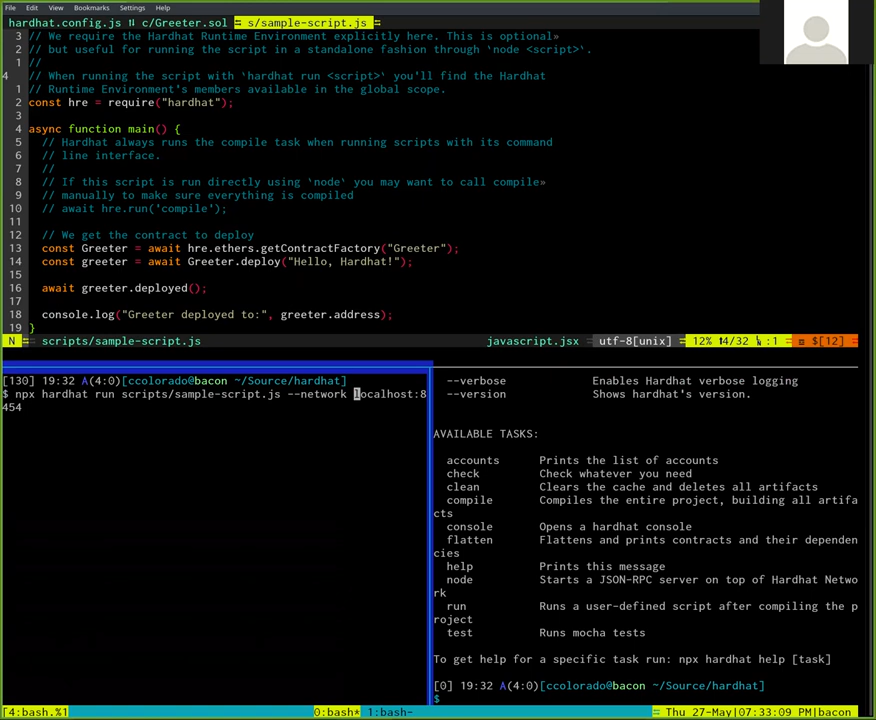 File Edit View Bookmarks Settings Help
hardhat.config.js c/Greeter.sol s/sample-script.js
3 // We require the Hardhat Runtime Environment explicitly here. This is optional»
2 // but useful for running the script in a standalone fashion through `node <script>`.
1 //
4 // When running the script with `hardhat run <script>` you'll find the Hardhat
1 // Runtime Environment's members available in the global scope.
2 const hre = require("hardhat");
3
4 async function main() {
5 // Hardhat always runs the compile task when running scripts with its command
6 // line interface.
7 //
8 // If this script is run directly using `node` you may want to call compile»
9 // manually to make sure everything is compiled
10 // await hre.run('compile');
11
12 // We get the contract to deploy
13 const Greeter = await hre.ethers.getContractFactory("Greeter");
14 const greeter = await Greeter.deploy("Hello, Hardhat!");
15
16 await greeter.deployed();
17
18 console.log("Greeter deployed to:", greeter.address);
19 }
N scripts/sample-script.js javascript.jsx utf-8[unix] 12% 4/32 :1 $[12]
[130] 19:32 A(4:0)[ccolorado@bacon ~/Source/hardhat]
$ npx hardhat run scripts/sample-script.js --network localhost:8
454
--verbose Enables Hardhat verbose logging
--version Shows hardhat's version.
AVAILABLE TASKS:
accounts Prints the list of accounts
check Check whatever you need
clean Clears the cache and deletes all artifacts
compile Compiles the entire project, building all artifa
cts
console Opens a hardhat console
flatten Flattens and prints contracts and their dependen
cies
help Prints this message
node Starts a JSON-RPC server on top of Hardhat Netwo
rk
run Runs a user-defined script after compiling the p
roject
test Runs mocha tests
To get help for a specific task run: npx hardhat help [task]
[0] 19:32 A(4:0)[ccolorado@bacon ~/Source/hardhat]
$
[4:bash.%1 0:bash* 1:bash- Thu 27-May|07:33:09 PM|bacon